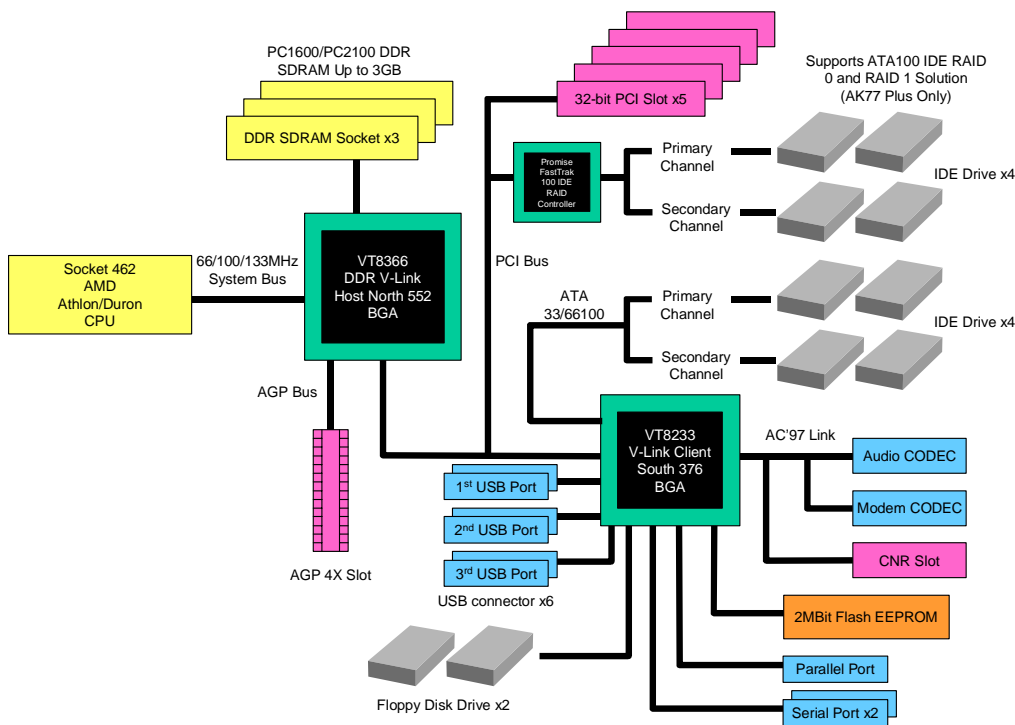 PC1600/PC2100 DDR
SDRAM Up to 3GB
DDR SDRAM Socket x3
32-bit PCI Slot x5
Supports ATA100 IDE RAID
0 and RAID 1 Solution
(AK77 Plus Only)
Promise
FastTrak
100 IDE
RAID
Controller
Primary
Channel
Secondary
Channel
IDE Drive x4
Socket 462
AMD
Athlon/Duron
CPU
66/100/133MHz
System Bus
VT8366
DDR V-Link
Host North 552
BGA
PCI Bus
ATA
33/66100
Primary
Channel
Secondary
Channel
IDE Drive x4
AGP Bus
AGP 4X Slot
VT8233
V-Link Client
South 376
BGA
AC'97 Link
Audio CODEC
Modem CODEC
CNR Slot
1st USB Port
2nd USB Port
3rd USB Port
USB connector x6
2MBit Flash EEPROM
Parallel Port
Serial Port x2
Floppy Disk Drive x2